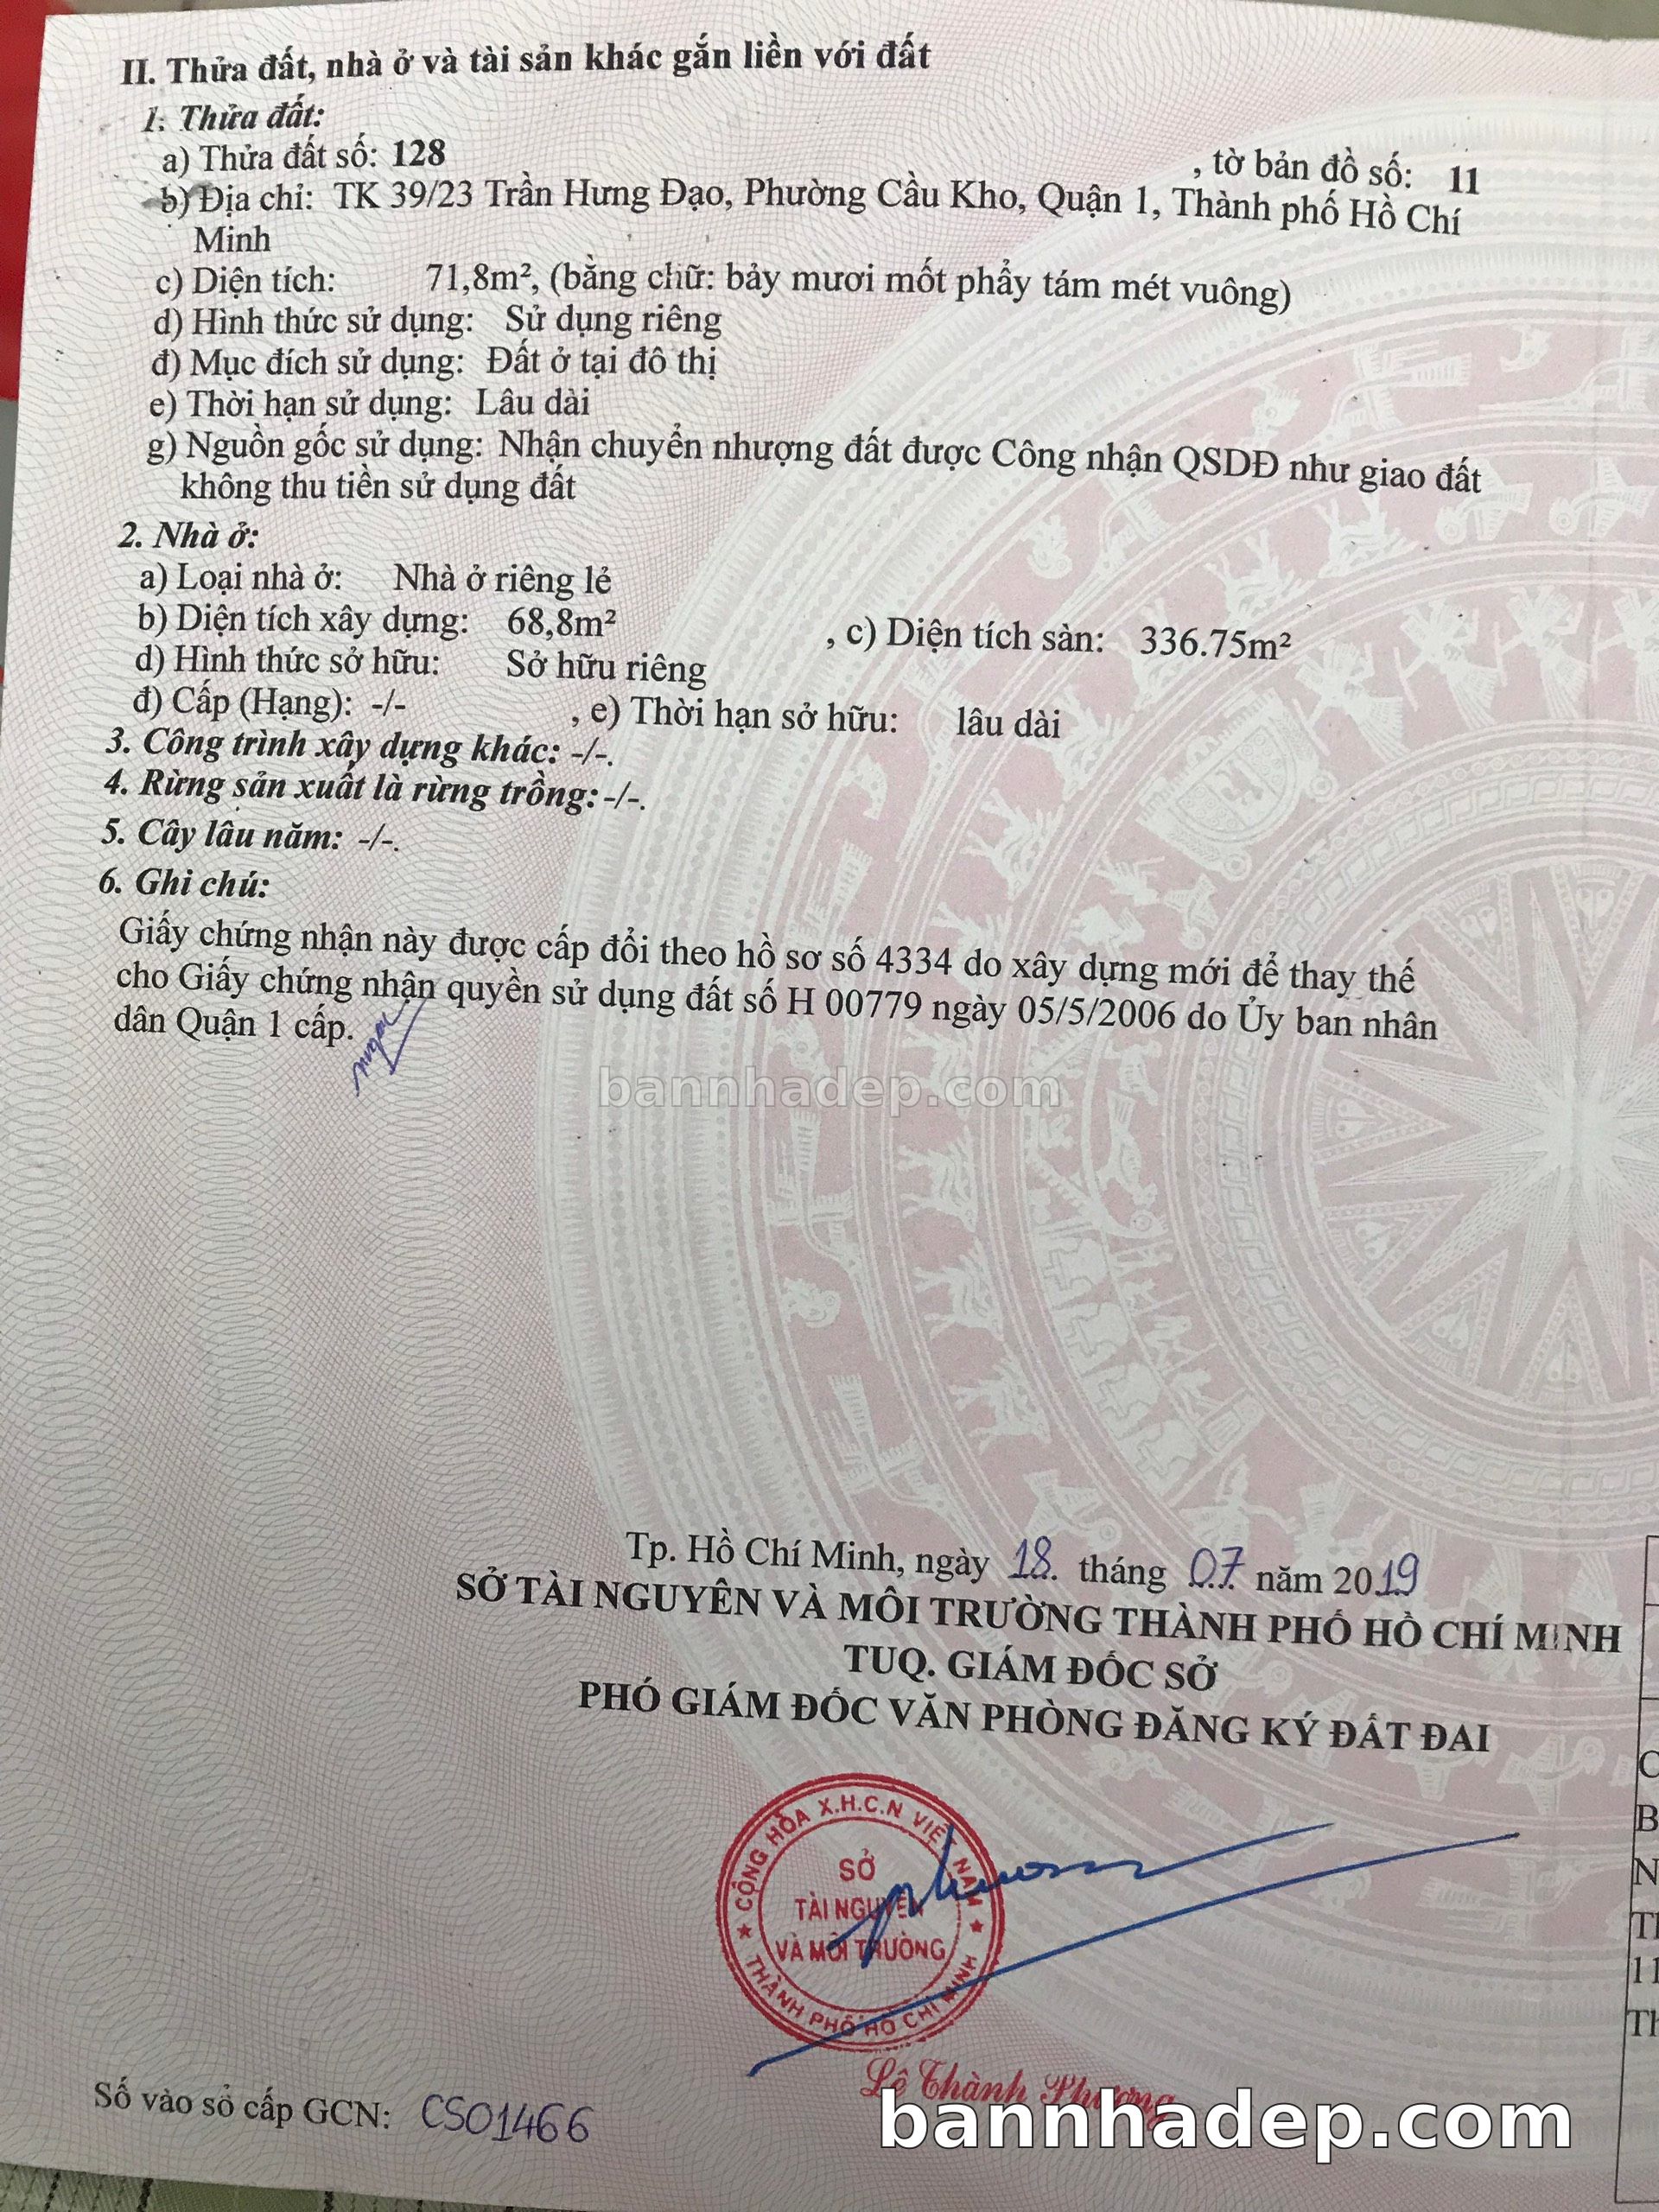 II. Thửa đất, nhà ở và tài sản khác gắn liền với đất
1. Thửa đất:
a) Thửa đất số: 128 , tờ bản đồ số: 11
b) Địa chỉ: TK 39/23 Trần Hưng Đạo, Phường Cầu Kho, Quận 1, Thành phố Hồ Chí
Minh
c) Diện tích: 71,8m², (bằng chữ: bảy mươi mốt phẩy tám mét vuông)
d) Hình thức sử dụng: Sử dụng riêng
đ) Mục đích sử dụng: Đất ở tại đô thị
e) Thời hạn sử dụng: Lâu dài
g) Nguồn gốc sử dụng: Nhận chuyển nhượng đất được Công nhận QSDĐ như giao đất
không thu tiền sử dụng đất
2. Nhà ở:
a) Loại nhà ở: Nhà ở riêng lẻ
b) Diện tích xây dựng: 68,8m² , c) Diện tích sàn: 336.75m²
d) Hình thức sở hữu: Sở hữu riêng
đ) Cấp (Hạng): -/- , e) Thời hạn sở hữu: lâu dài
3. Công trình xây dựng khác: -/-.
4. Rừng sản xuất là rừng trồng: -/-.
5. Cây lâu năm: -/-.
6. Ghi chú:
Giấy chứng nhận này được cấp đổi theo hồ sơ số 4334 do xây dựng mới để thay thế
cho Giấy chứng nhận quyền sử dụng đất số H 00779 ngày 05/5/2006 do Ủy ban nhân
dân Quận 1 cấp.
bannhadep.com
Tp. Hồ Chí Minh, ngày 18 tháng 07 năm 2019
SỞ TÀI NGUYÊN VÀ MÔI TRƯỜNG THÀNH PHỐ HỒ CHÍ MINH
TUQ. GIÁM ĐỐC SỞ
PHÓ GIÁM ĐỐC VĂN PHÒNG ĐĂNG KÝ ĐẤT ĐAI
CỘNG HÒA X.H.C.N VIỆT NAM
SỞ
TÀI NGUYÊN
VÀ MÔI TRƯỜNG
THÀNH PHỐ HỒ CHÍ MINH
Lê Thành Phương
Số vào sổ cấp GCN: CS01466
bannhadep.com